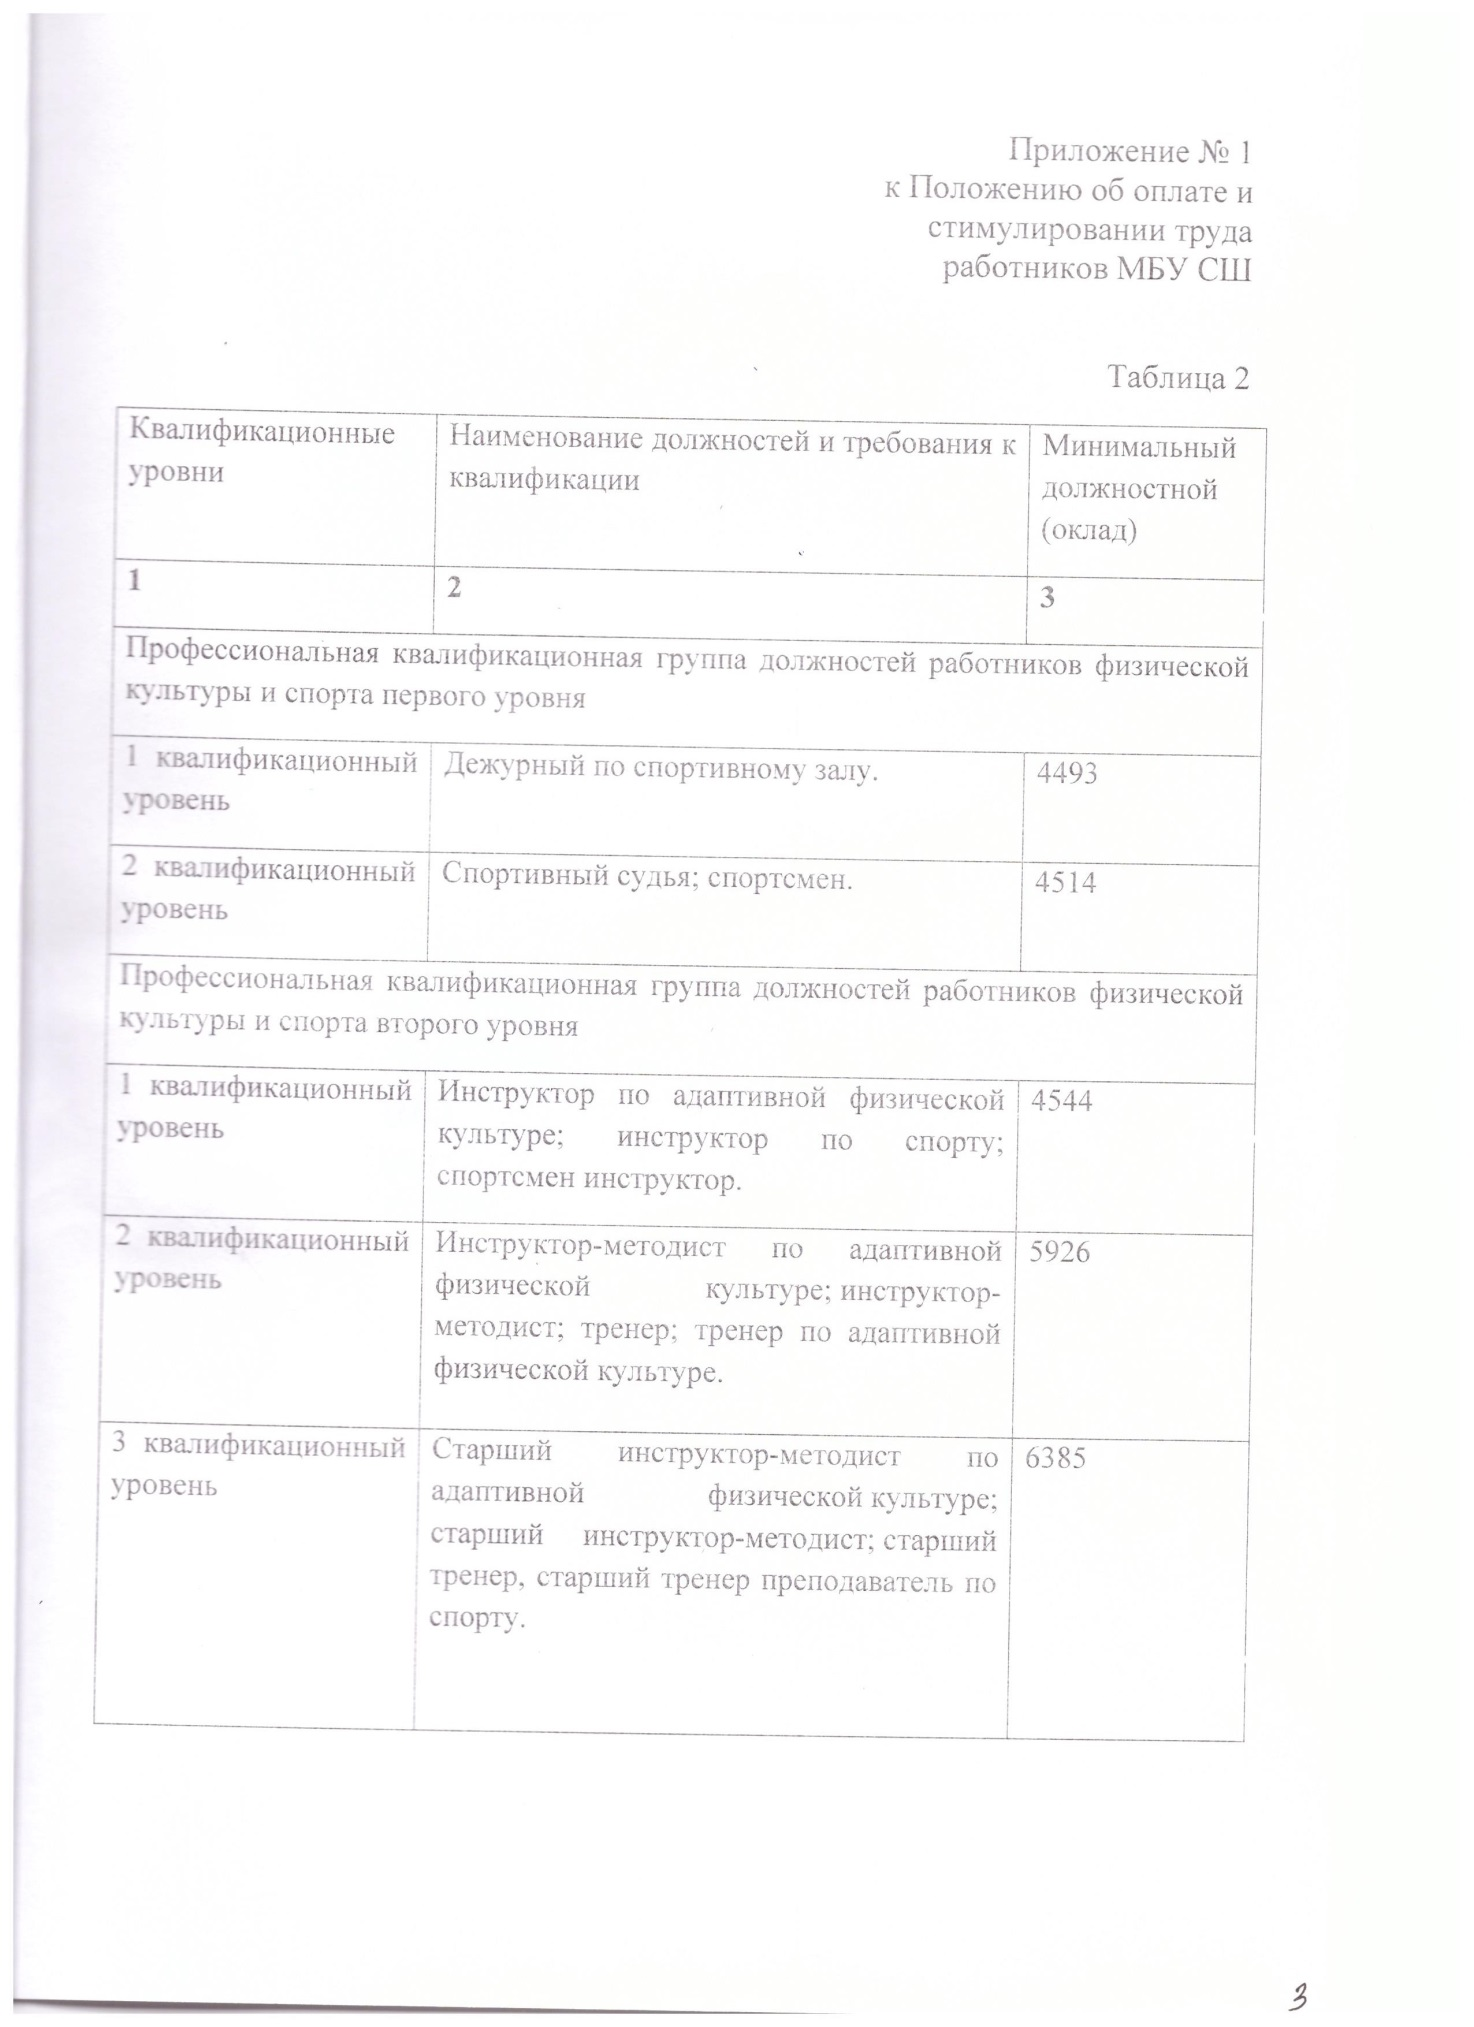 Приложение № 1
к Положению об оплате и
стимулировании труда
работников МБУ СШ
Таблица 2
Квалификационные
уровни
Наименование должностей и требования к
квалификации
Минимальный
должностной
(оклад)
1
2
3
Профессиональная квалификационная группа должностей работников физической
культуры и спорта первого уровня
1 квалификационный
уровень
Дежурный по спортивному залу.
4493
2 квалификационный
уровень
Спортивный судья; спортсмен.
4514
Профессиональная квалификационная группа должностей работников физической
культуры и спорта второго уровня
1 квалификационный
уровень
Инструктор по адаптивной физической
культуре; инструктор по спорту;
спортсмен инструктор.
4544
2 квалификационный
уровень
Инструктор-методист по адаптивной
физической культуре; инструктор-
методист; тренер; тренер по адаптивной
физической культуре.
5926
3 квалификационный
уровень
Старший инструктор-методист по
адаптивной физической культуре;
старший инструктор-методист; старший
тренер, старший тренер преподаватель по
спорту.
6385
3